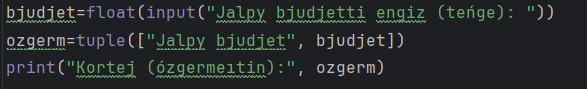 bjudjet=float(input("Jalpy bjudjetti engiz (teńge): "))
ozgerm=tuple(["Jalpy bjudjet", bjudjet])
print("Kortej (ózgermeıtin):", ozgerm)